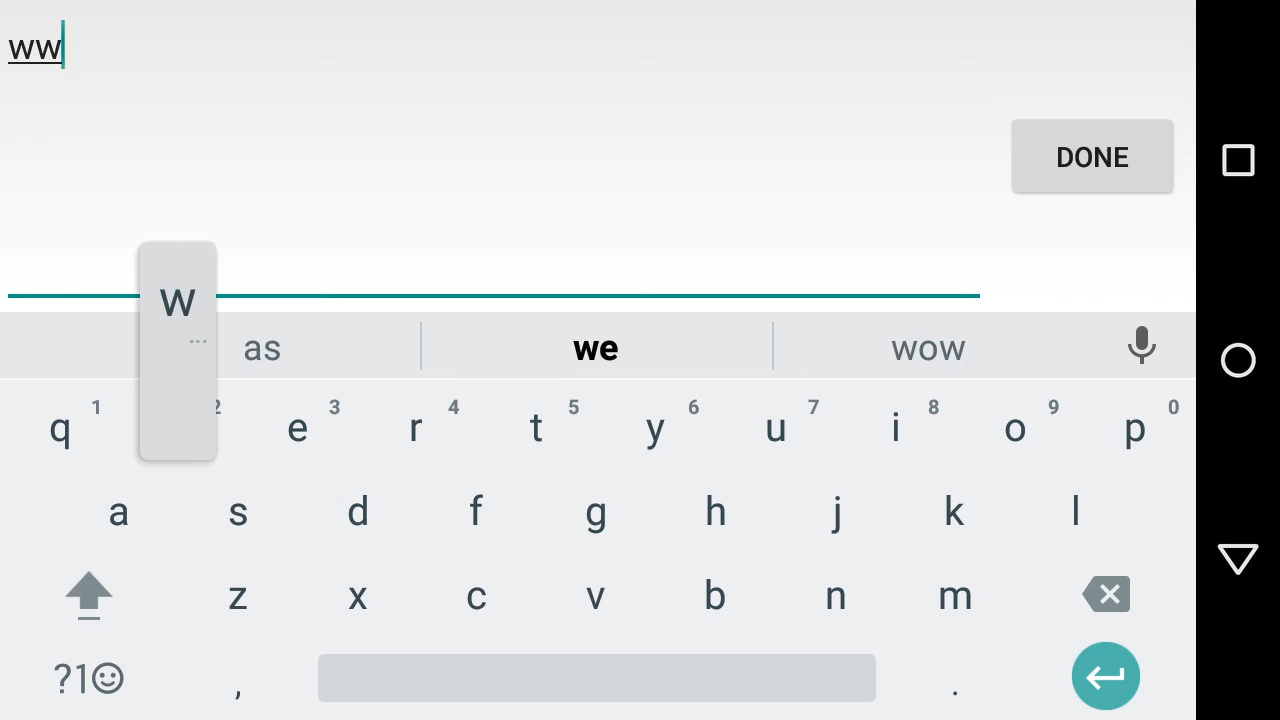 ww
DONE
w
...
as we wow
q 1 2 e 3 r 4 t 5 y 6 u 7 i 8 o 9 p 0
a s d f g h j k l
z x c v b n m
?1☺ , .